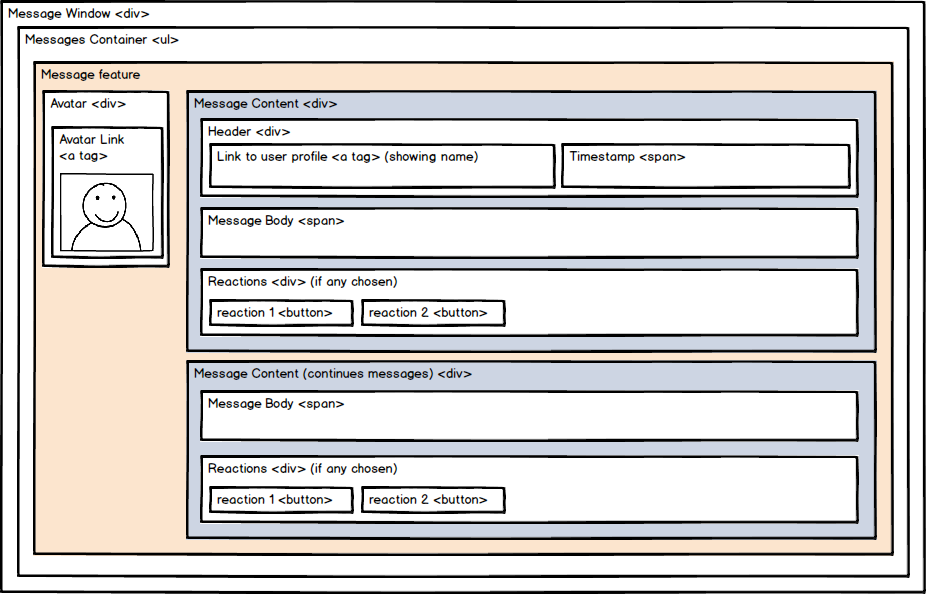 Message Window <div>
Messages Container <ul>
Message feature
Avatar <div>
Avatar Link
<a tag>
Message Content <div>
Header <div>
Link to user profile <a tag> (showing name)
Timestamp <span>
Message Body <span>
Reactions <div> (if any chosen)
reaction 1 <button>
reaction 2 <button>
Message Content (continues messages) <div>
Message Body <span>
Reactions <div> (if any chosen)
reaction 1 <button>
reaction 2 <button>